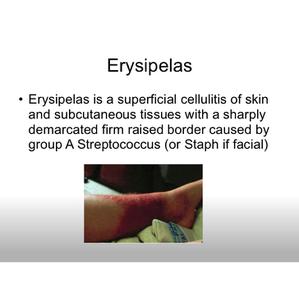 Erysipelas
• Erysipelas is a superficial cellulitis of skin
and subcutaneous tissues with a sharply
demarcated firm raised border caused by
group A Streptococcus (or Staph if facial)